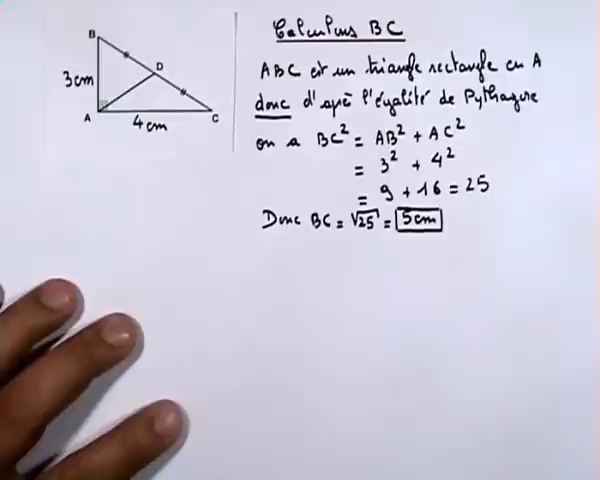 Calculons BC
B
D
3cm
A
C
4cm
ABC est un triangle rectangle en A
donc d'après l'égalité de Pythagore
on a BC² = AB² + AC²
= 3² + 4²
= 9 + 16 = 25
Donc BC = √25 = 5cm